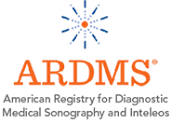 ARDMS®
American Registry for Diagnostic
Medical Sonography and Inteleos